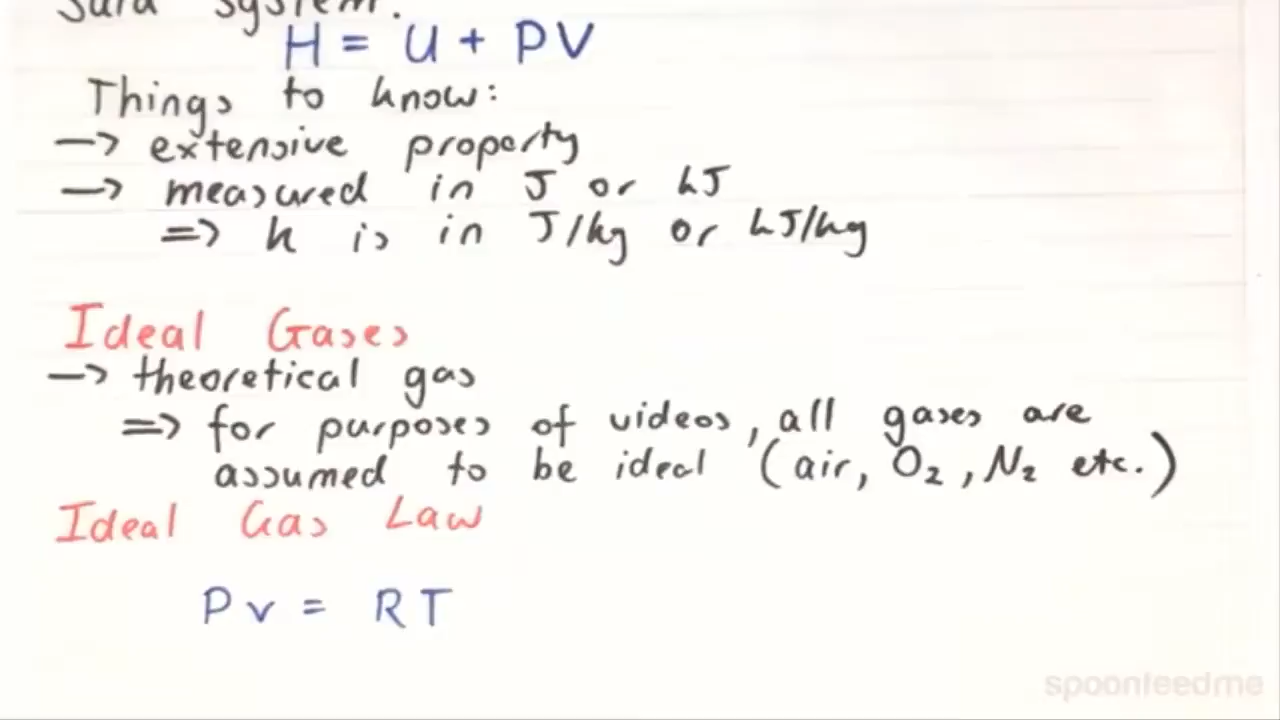 said system.
H = U + PV
Things to know:
→ extensive property
→ measured in J or kJ
⇒ h is in J/kg or kJ/kg
Ideal Gases
→ theoretical gas
⇒ for purposes of videos, all gases are
assumed to be ideal (air, O₂, N₂ etc.)
Ideal Gas Law
Pv = RT
spoonfeedme